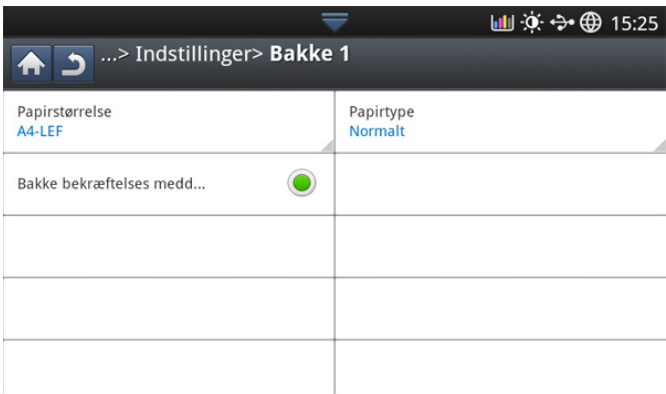 15:25
...> Indstillinger> Bakke 1
Papirstørrelse
A4-LEF
Papirtype
Normalt
Bakke bekræftelses medd...